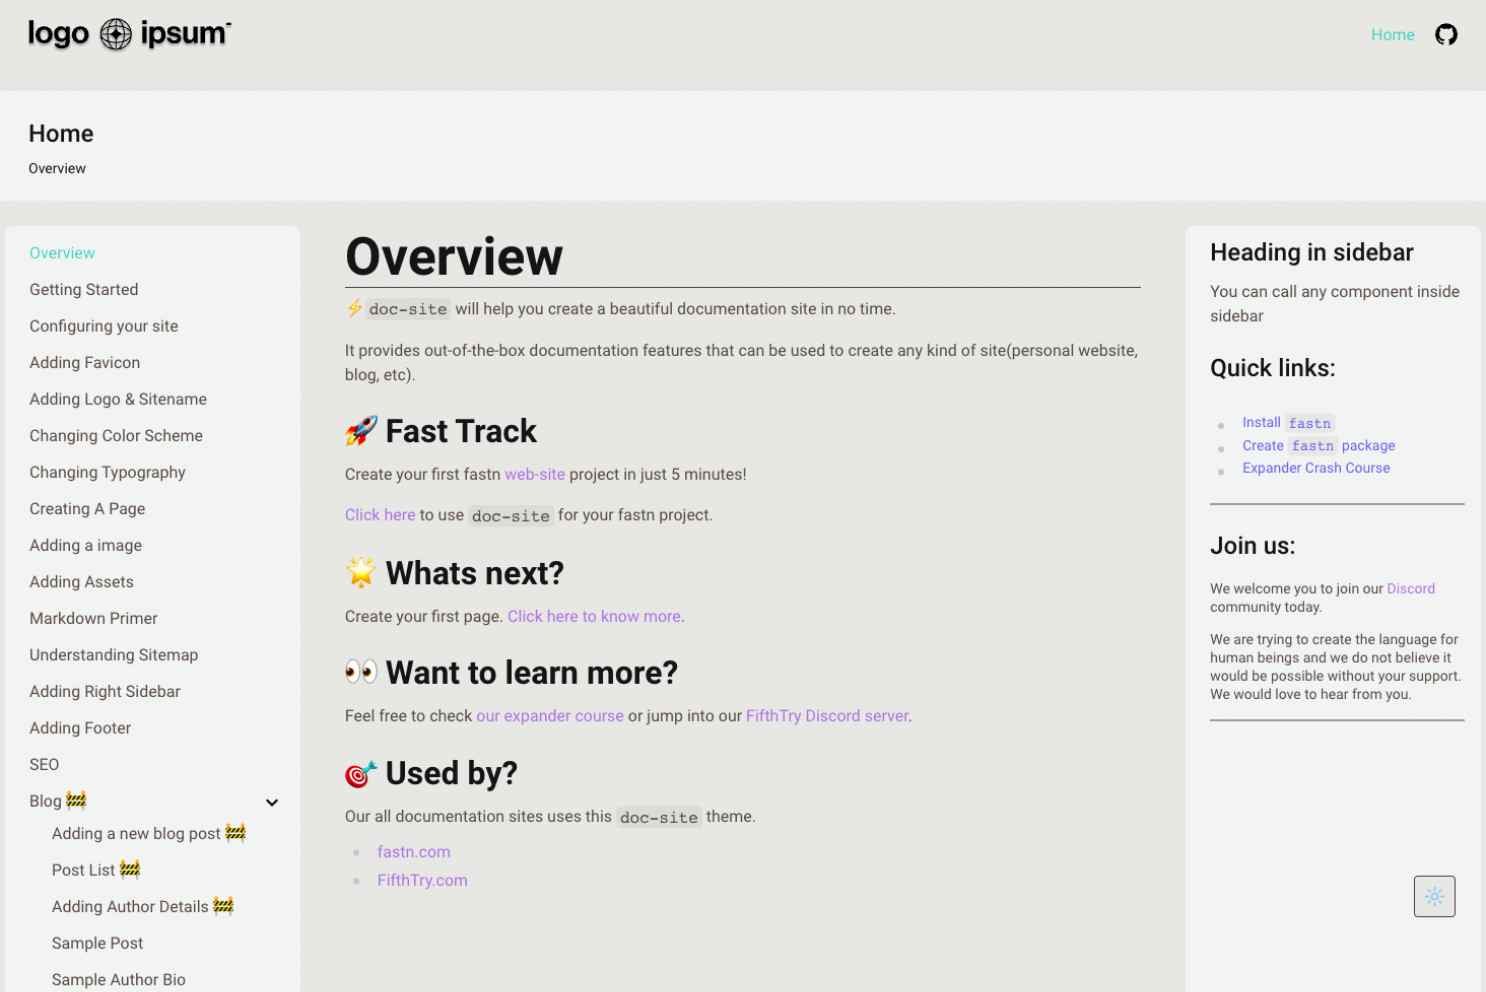 logo ipsum
Home
Home
Overview
Overview
Getting Started
Configuring your site
Adding Favicon
Adding Logo & Sitename
Changing Color Scheme
Changing Typography
Creating A Page
Adding a image
Adding Assets
Markdown Primer
Understanding Sitemap
Adding Right Sidebar
Adding Footer
SEO
Blog 🚧
Adding a new blog post 🚧
Post List 🚧
Adding Author Details 🚧
Sample Post
Sample Author Bio
Overview
⚡ doc-site will help you create a beautiful documentation site in no time.
It provides out-of-the-box documentation features that can be used to create any kind of site(personal website,
blog, etc).
🚀 Fast Track
Create your first fastn web-site project in just 5 minutes!
Click here to use doc-site for your fastn project.
🌟 Whats next?
Create your first page. Click here to know more.
👀 Want to learn more?
Feel free to check our expander course or jump into our FifthTry Discord server.
🎯 Used by?
Our all documentation sites uses this doc-site theme.
fastn.com
FifthTry.com
Heading in sidebar
You can call any component inside
sidebar
Quick links:
Install fastn
Create fastn package
Expander Crash Course
Join us:
We welcome you to join our Discord
community today.
We are trying to create the language for
human beings and we do not believe it
would be possible without your support.
We would love to hear from you.